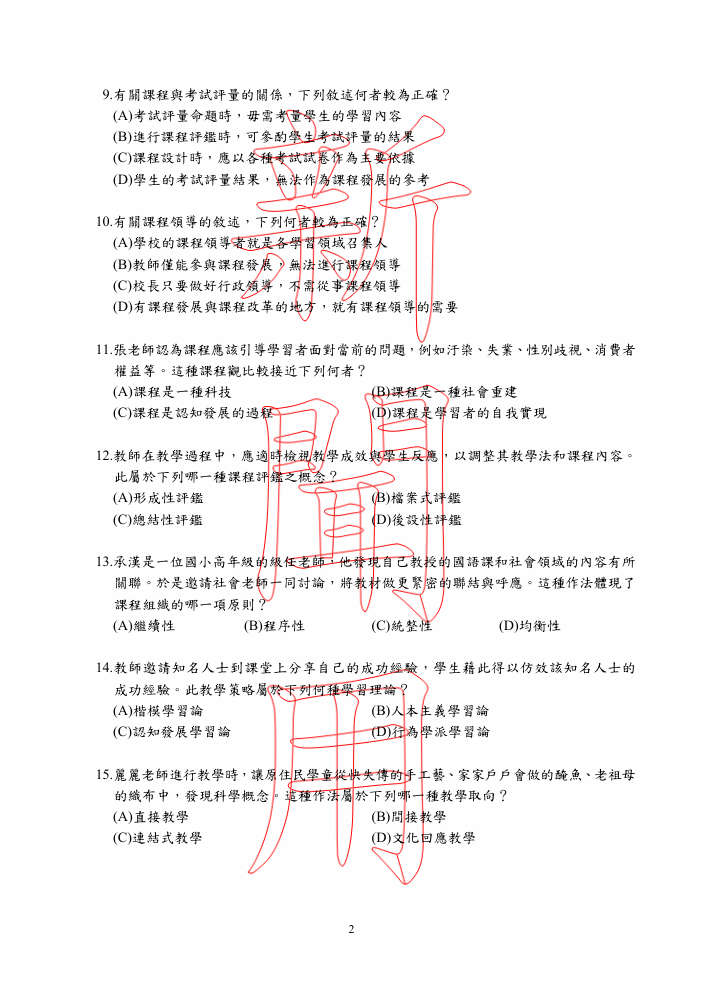 9.有關課程與考試評量的關係，下列敘述何者較為正確？
(A)考試評量命題時，毋需考量學生的學習內容
(B)進行課程評鑑時，可參酌學生考試評量的結果
(C)課程設計時，應以各種考試試卷作為主要依據
(D)學生的考試評量結果，無法作為課程發展的參考
10.有關課程領導的敘述，下列何者較為正確？
(A)學校的課程領導者就是各學習領域召集人
(B)教師僅能參與課程發展，無法進行課程領導
(C)校長只要做好行政領導，不需從事課程領導
(D)有課程發展與課程改革的地方，就有課程領導的需要
11.張老師認為課程應該引導學習者面對當前的問題，例如汙染、失業、性別歧視、消費者
權益等。這種課程觀比較接近下列何者？
(A)課程是一種科技 (B)課程是一種社會重建
(C)課程是認知發展的過程 (D)課程是學習者的自我實現
12.教師在教學過程中，應適時檢視教學成效與學生反應，以調整其教學法和課程內容。
此屬於下列哪一種課程評鑑之概念？
(A)形成性評鑑 (B)檔案式評鑑
(C)總結性評鑑 (D)後設性評鑑
13.承漢是一位國小高年級的級任老師，他發現自己教授的國語課和社會領域的內容有所
關聯。於是邀請社會老師一同討論，將教材做更緊密的聯結與呼應。這種作法體現了
課程組織的哪一項原則？
(A)繼續性 (B)程序性 (C)統整性 (D)均衡性
14.教師邀請知名人士到課堂上分享自己的成功經驗，學生藉此得以仿效該知名人士的
成功經驗。此教學策略屬於下列何種學習理論？
(A)楷模學習論 (B)人本主義學習論
(C)認知發展學習論 (D)行為學派學習論
15.麗麗老師進行教學時，讓原住民學童從快失傳的手工藝、家家戶戶會做的醃魚、老祖母
的織布中，發現科學概念。這種作法屬於下列哪一種教學取向？
(A)直接教學 (B)間接教學
(C)連結式教學 (D)文化回應教學
新聞用
2